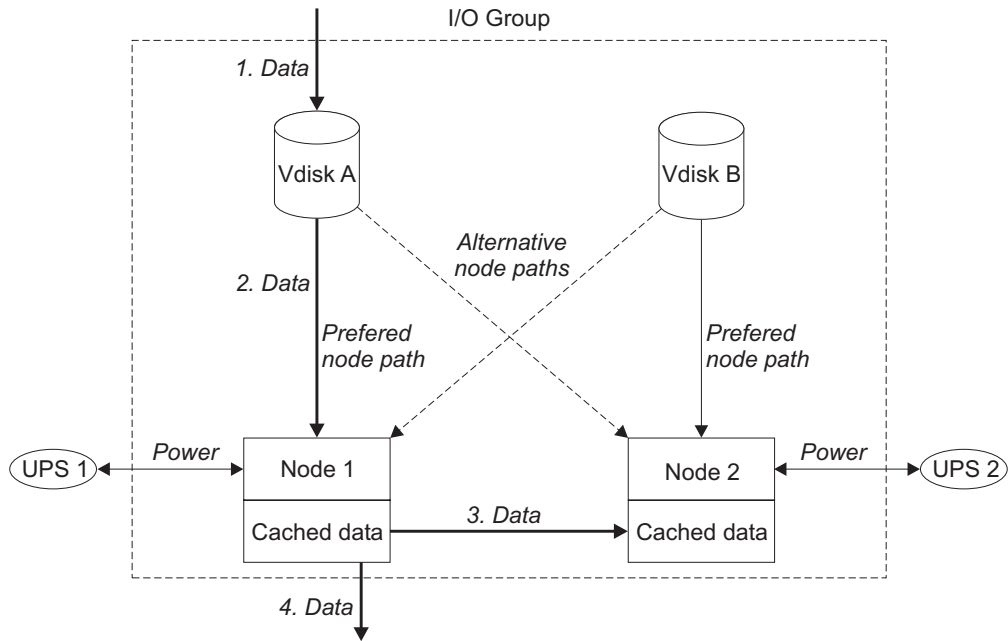 I/O Group
1. Data
Vdisk A
Vdisk B
Alternative
node paths
2. Data
Prefered
node path
Prefered
node path
UPS 1
Power
Node 1
Node 2
Power
UPS 2
Cached data
3. Data
Cached data
4. Data